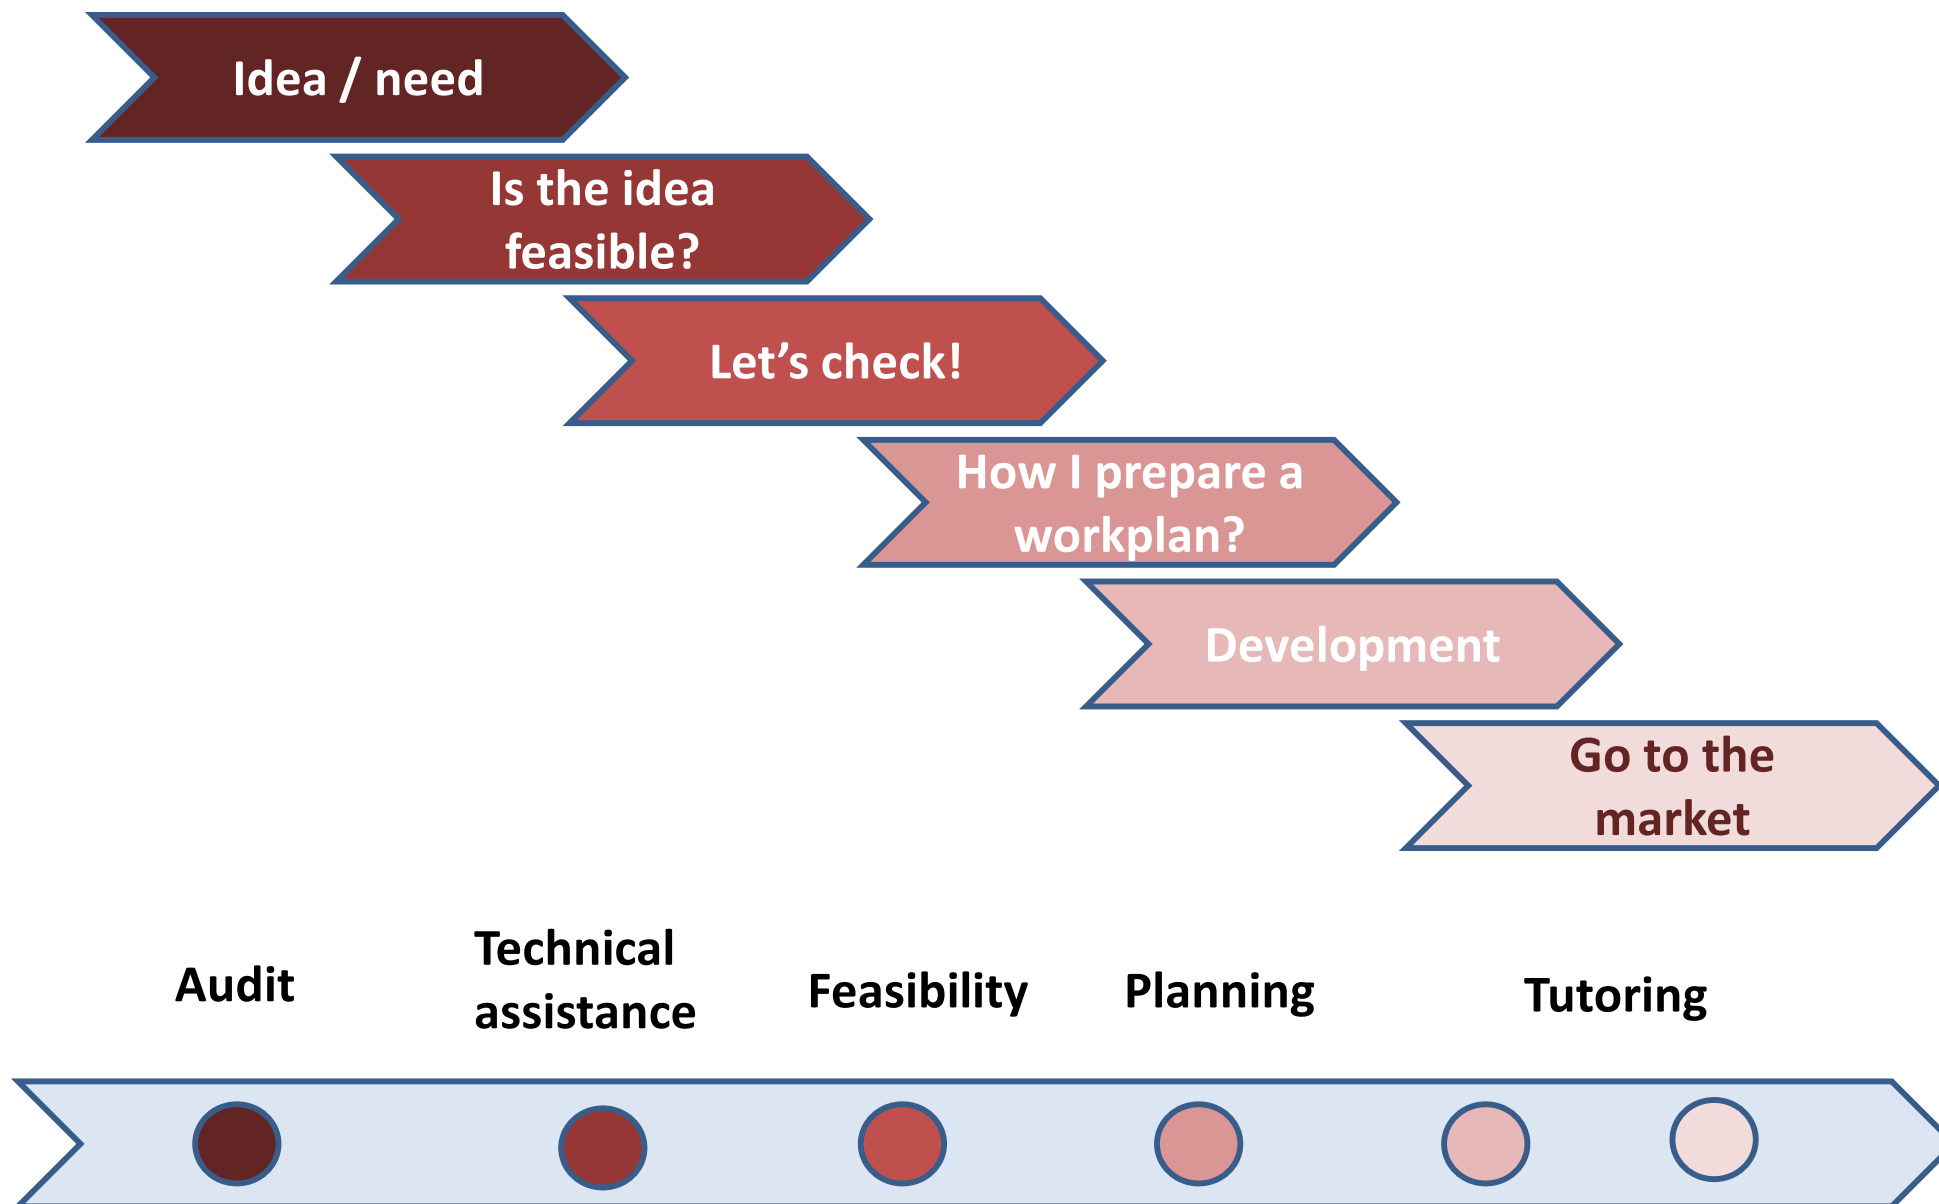 Idea / need
Is the idea
feasible?
Let’s check!
How I prepare a
workplan?
Development
Go to the
market
Audit
Technical
assistance
Feasibility
Planning
Tutoring